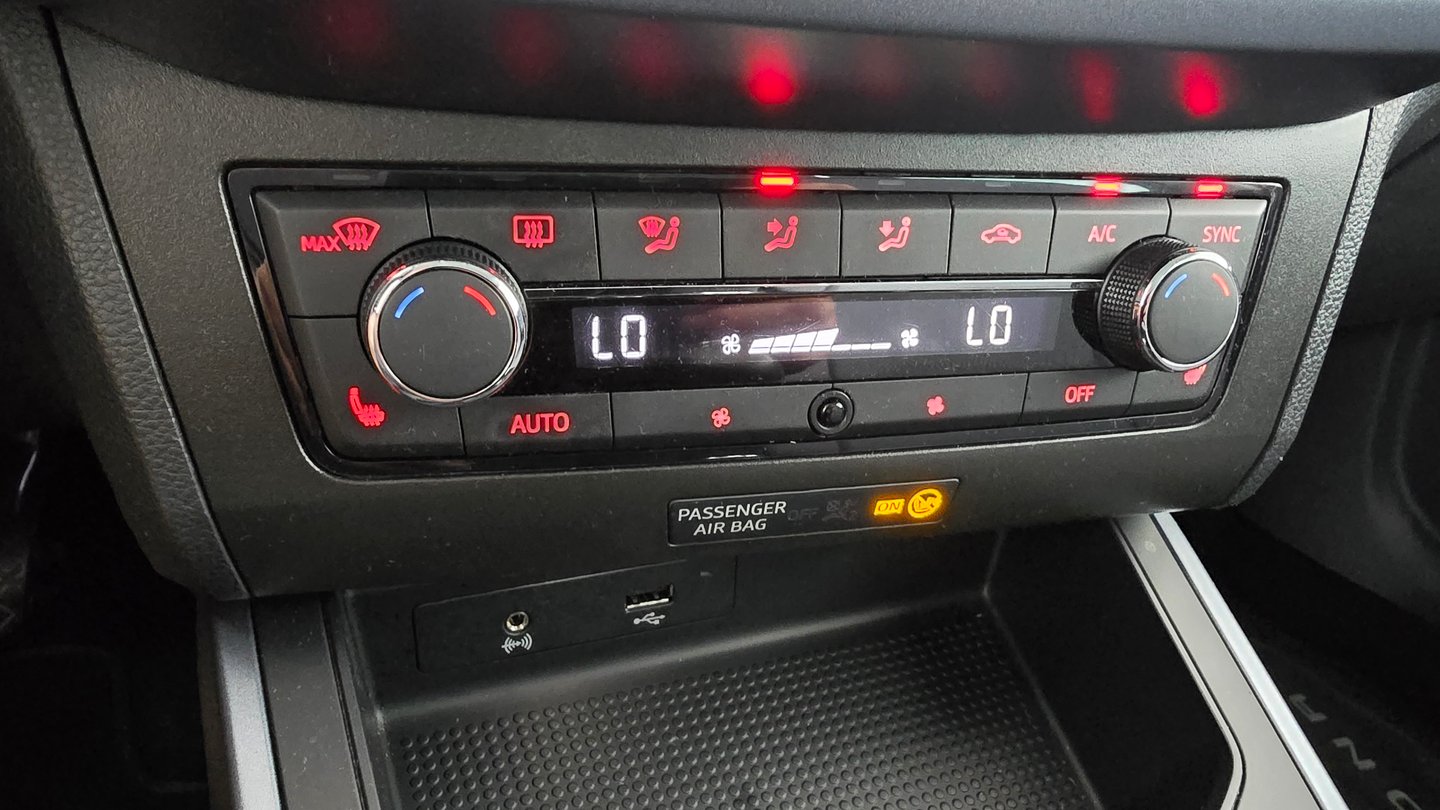 MAX
A/C
SYNC
LO
LO
AUTO
OFF
PASSENGER
AIR BAG
OFF
ON
R
N